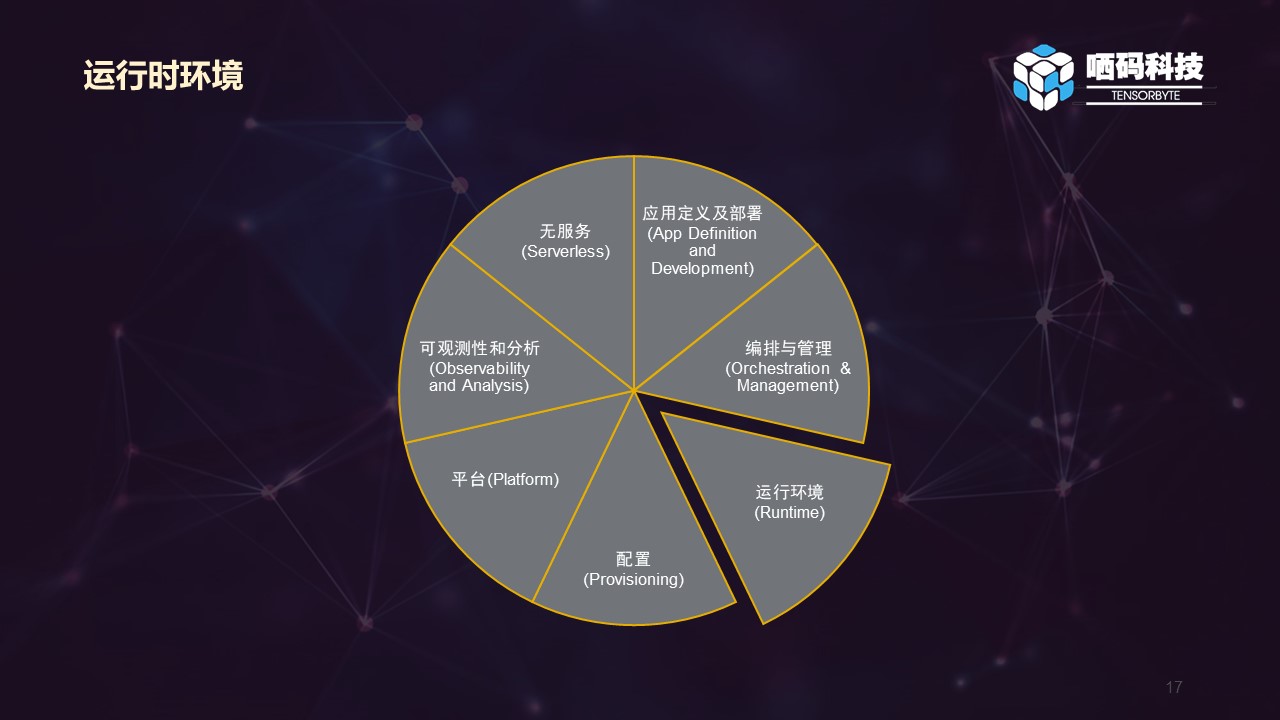 运行时环境
哂码科技
TENSORBYTE
无服务
(Serverless)
应用定义及部署
(App Definition
and
Development)
可观测性和分析
(Observability
and Analysis)
编排与管理
(Orchestration &
Management)
平台(Platform)
运行环境
(Runtime)
配置
(Provisioning)
17